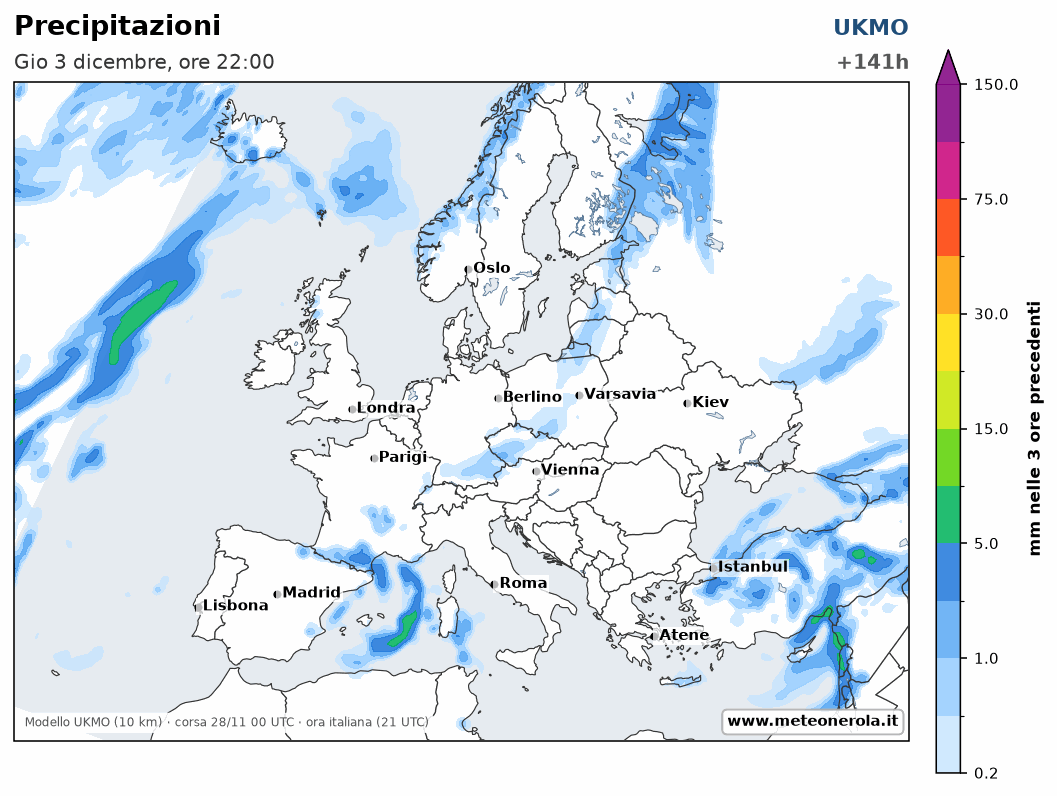 Precipitazioni
UKMO
Gio 3 dicembre, ore 22:00
+141h
150.0
75.0
30.0
15.0
5.0
1.0
0.2
mm nelle 3 ore precedenti
Oslo
Londra
Berlino
Varsavia
Kiev
Parigi
Vienna
Istanbul
Roma
Madrid
Lisbona
Atene
Modello UKMO (10 km) · corsa 28/11 00 UTC · ora italiana (21 UTC)
www.meteonerola.it